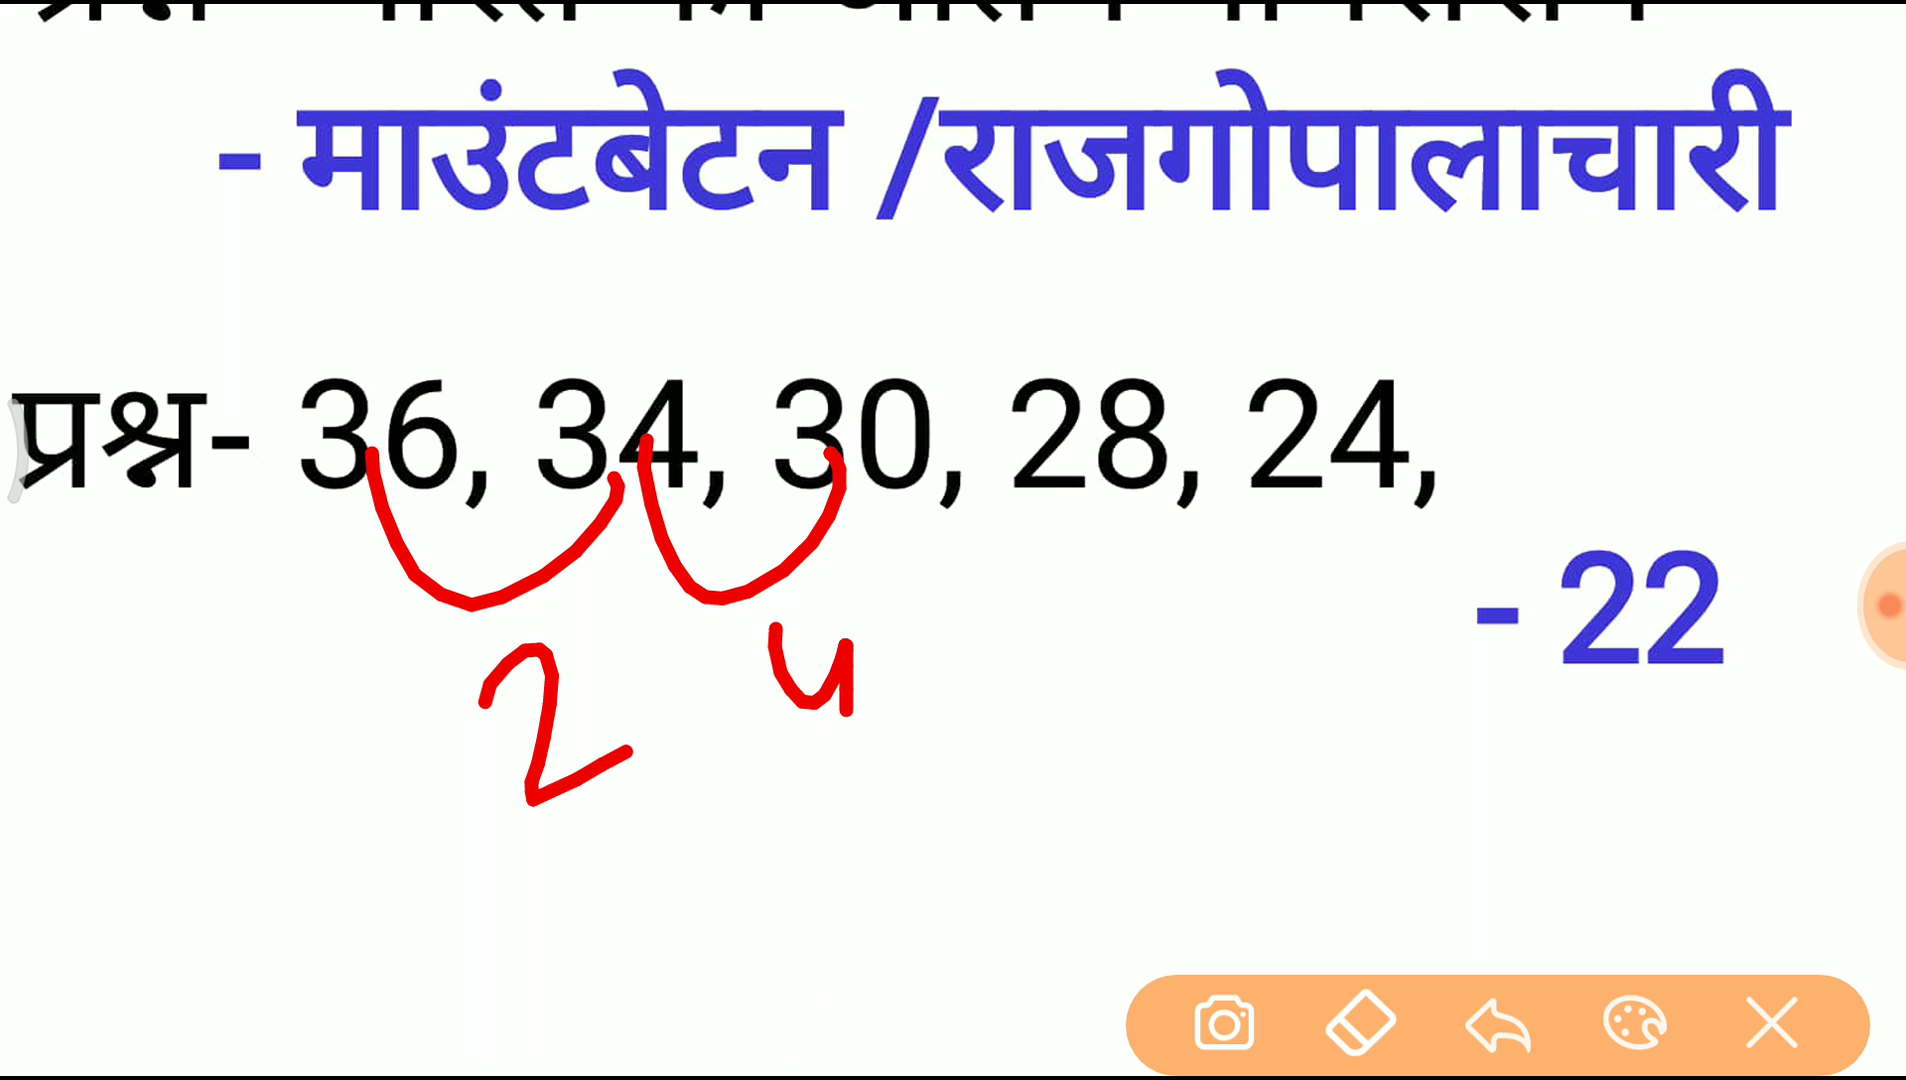 - माउंटबेटन /राजगोपालाचारी
प्रश्न- 36, 34, 30, 28, 24,
- 22
2 4